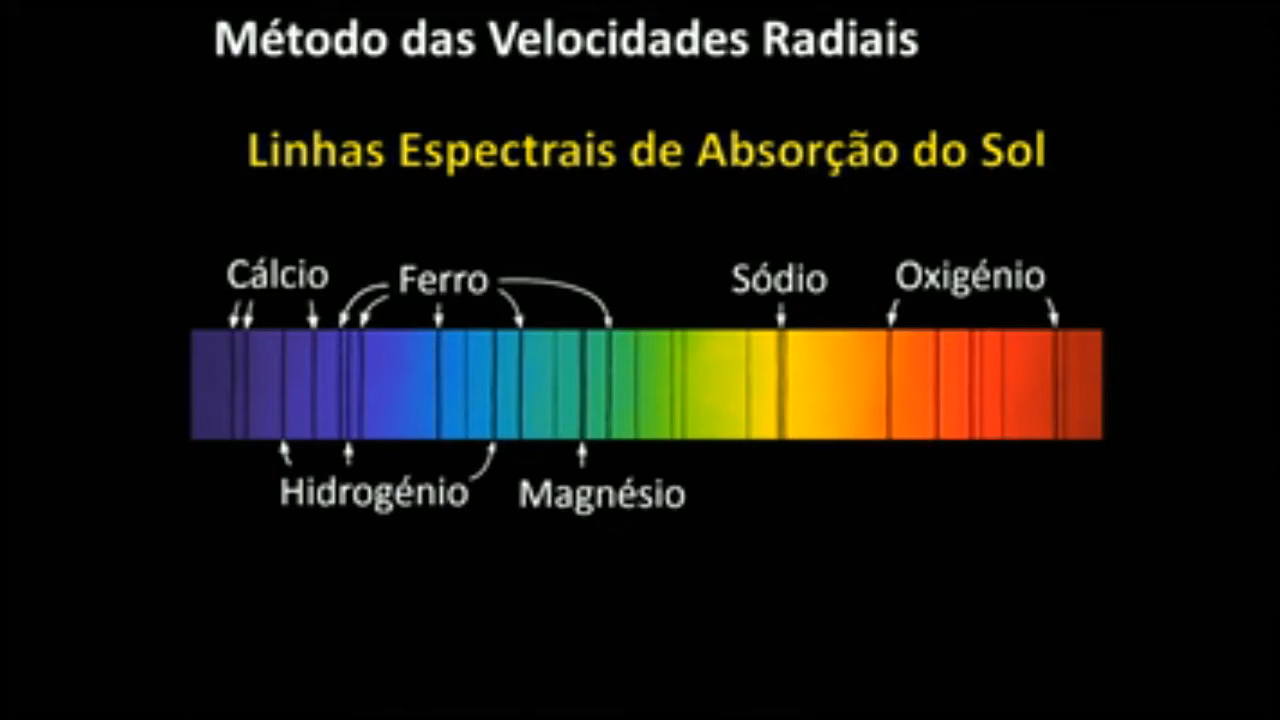 Método das Velocidades Radiais
Linhas Espectrais de Absorção do Sol
Cálcio Ferro Sódio Oxigénio
Hidrogénio Magnésio